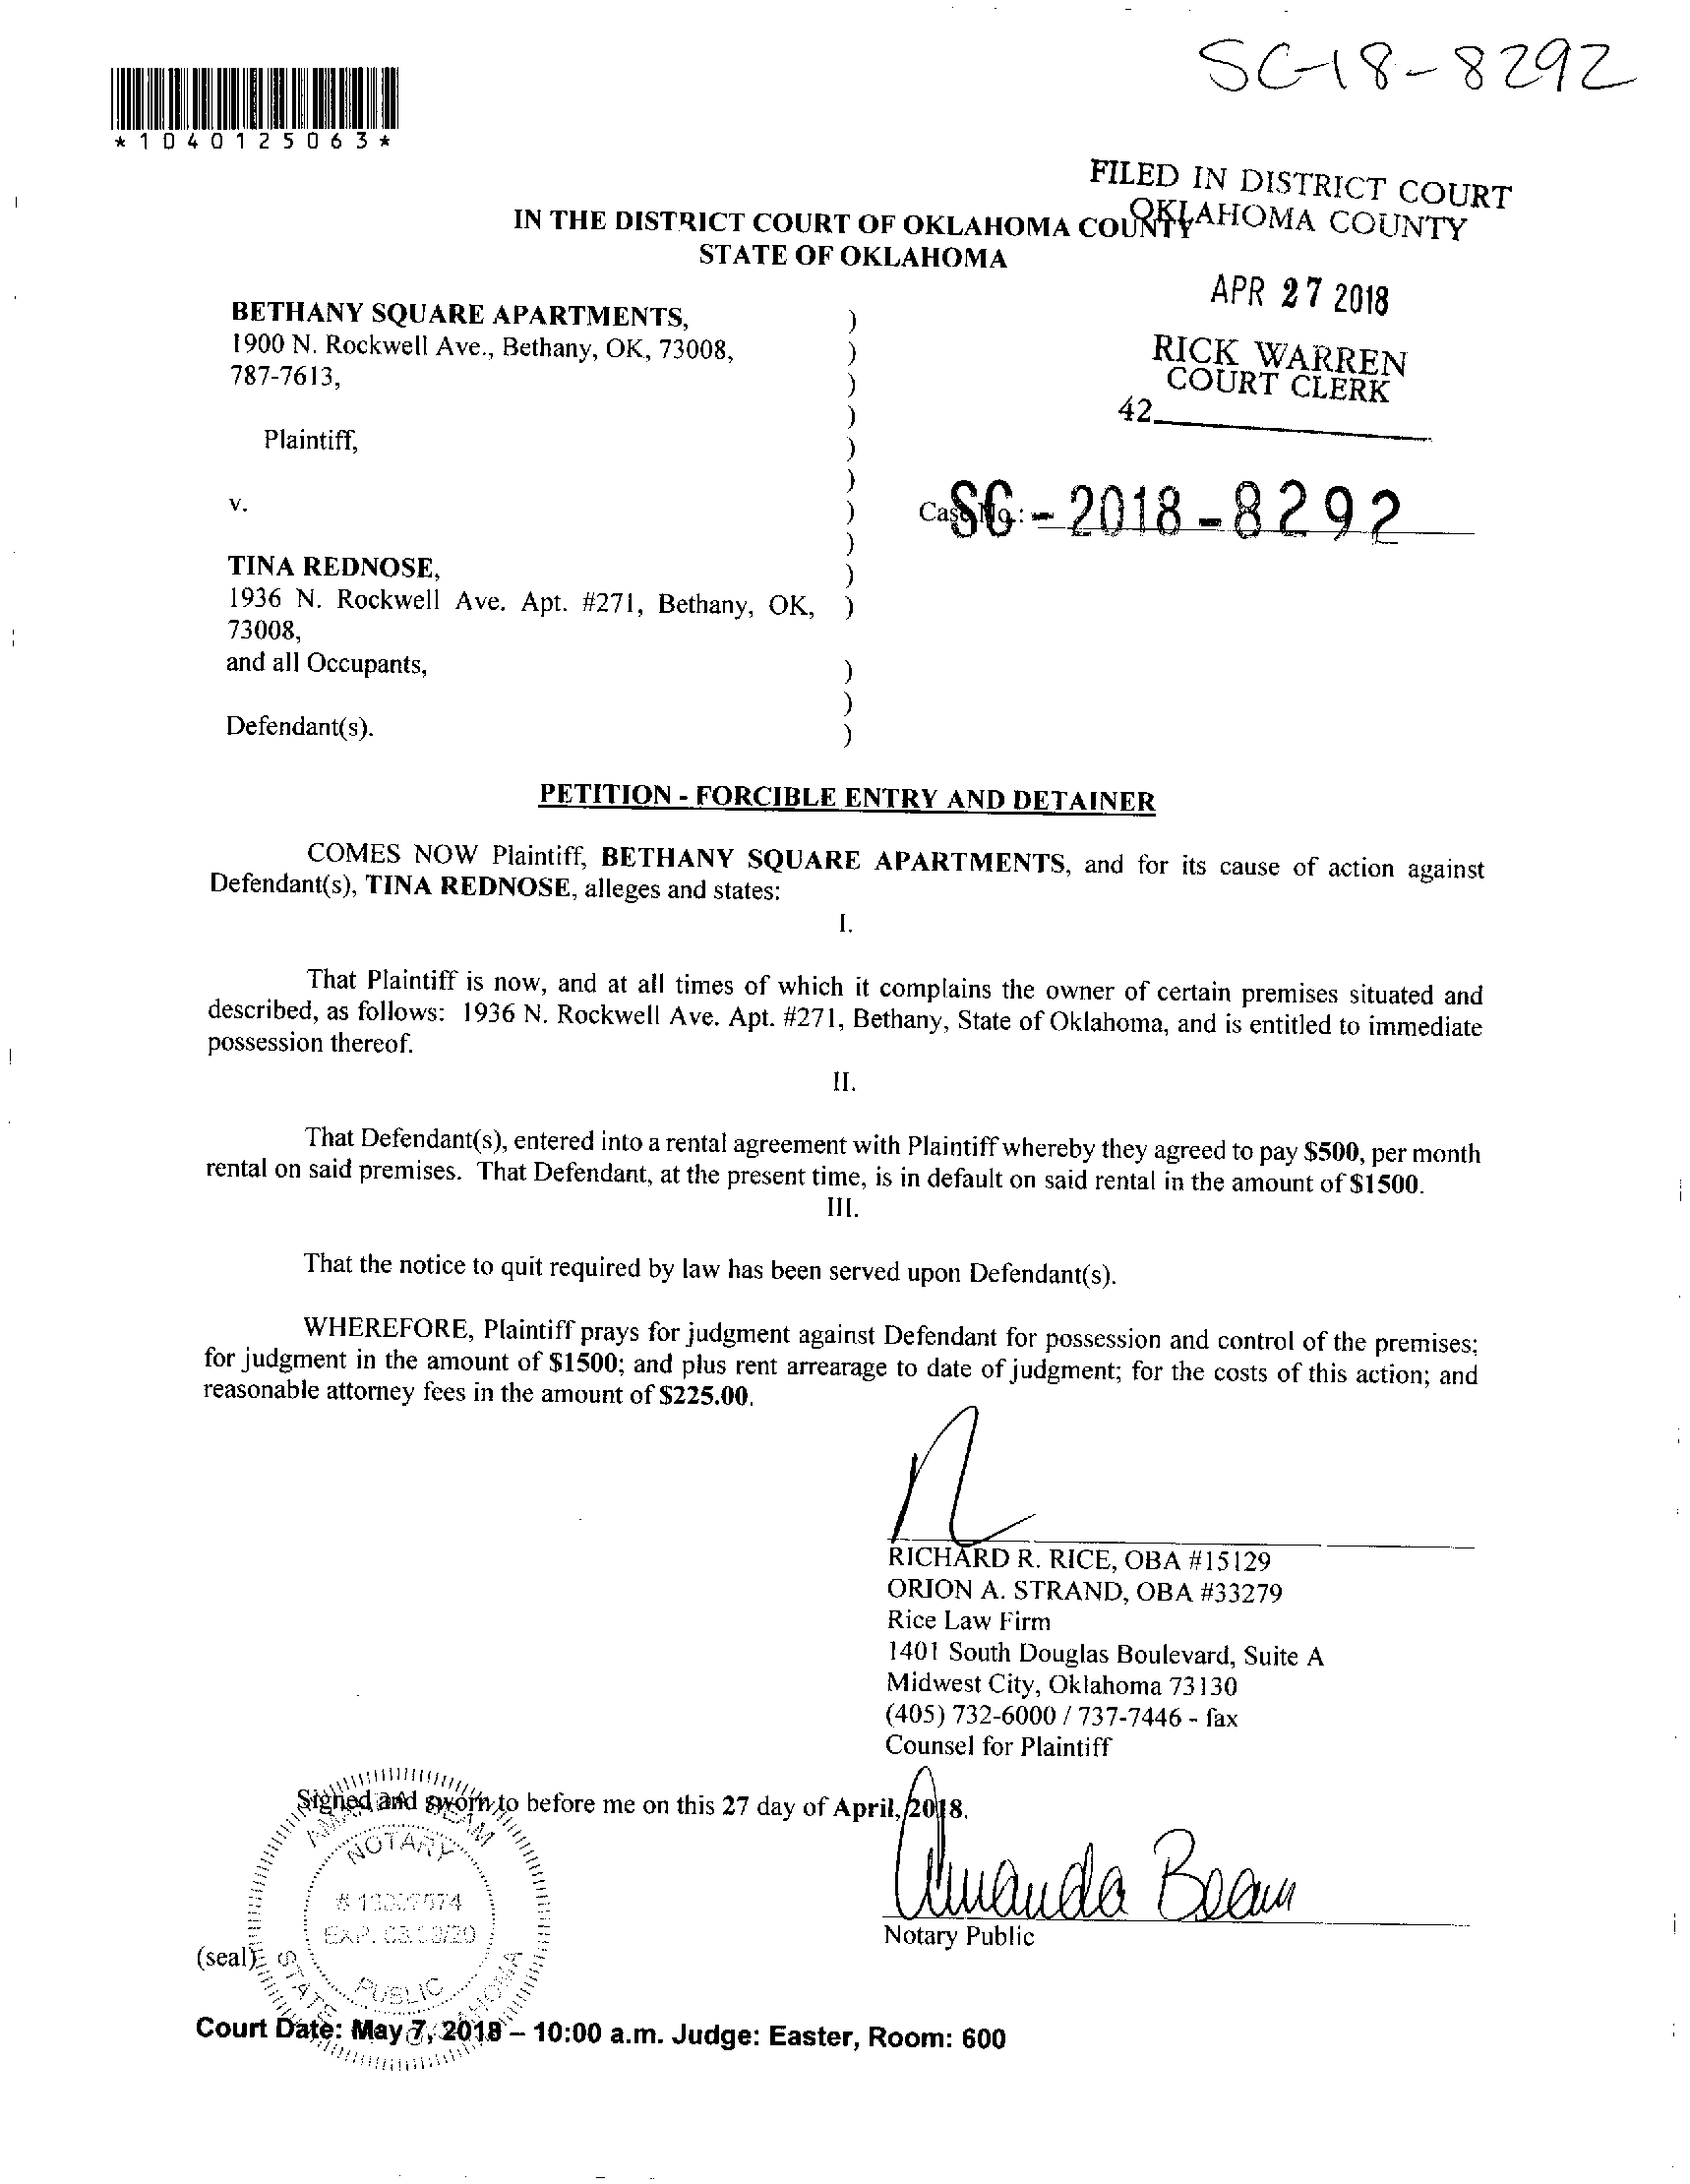 SC-18-8292
*1040125063*
FILED IN DISTRICT COURT
OKLAHOMA COUNTY
IN THE DISTRICT COURT OF OKLAHOMA COUNTY
STATE OF OKLAHOMA
APR 27 2018
RICK WARREN
COURT CLERK
42
BETHANY SQUARE APARTMENTS, )
1900 N. Rockwell Ave., Bethany, OK, 73008, )
787-7613, )
)
Plaintiff, )
)
v. )
Case No.: SC-2018-8292
)
TINA REDNOSE, )
1936 N. Rockwell Ave. Apt. #271, Bethany, OK, )
73008,
and all Occupants, )
)
Defendant(s). )
PETITION - FORCIBLE ENTRY AND DETAINER
COMES NOW Plaintiff, BETHANY SQUARE APARTMENTS, and for its cause of action against
Defendant(s), TINA REDNOSE, alleges and states:
I.
That Plaintiff is now, and at all times of which it complains the owner of certain premises situated and
described, as follows: 1936 N. Rockwell Ave. Apt. #271, Bethany, State of Oklahoma, and is entitled to immediate
possession thereof.
II.
That Defendant(s), entered into a rental agreement with Plaintiff whereby they agreed to pay $500, per month
rental on said premises. That Defendant, at the present time, is in default on said rental in the amount of $1500.
III.
That the notice to quit required by law has been served upon Defendant(s).
WHEREFORE, Plaintiff prays for judgment against Defendant for possession and control of the premises;
for judgment in the amount of $1500; and plus rent arrearage to date of judgment; for the costs of this action; and
reasonable attorney fees in the amount of $225.00.
RICHARD R. RICE, OBA #15129
ORION A. STRAND, OBA #33279
Rice Law Firm
1401 South Douglas Boulevard, Suite A
Midwest City, Oklahoma 73130
(405) 732-6000 / 737-7446 - fax
Counsel for Plaintiff
Signed and sworn to before me on this 27 day of April, 2018.
NOTARY
PUBLIC
STATE
Amanda Beam
Notary Public
(seal)
Court Date: May 7, 2018 – 10:00 a.m. Judge: Easter, Room: 600